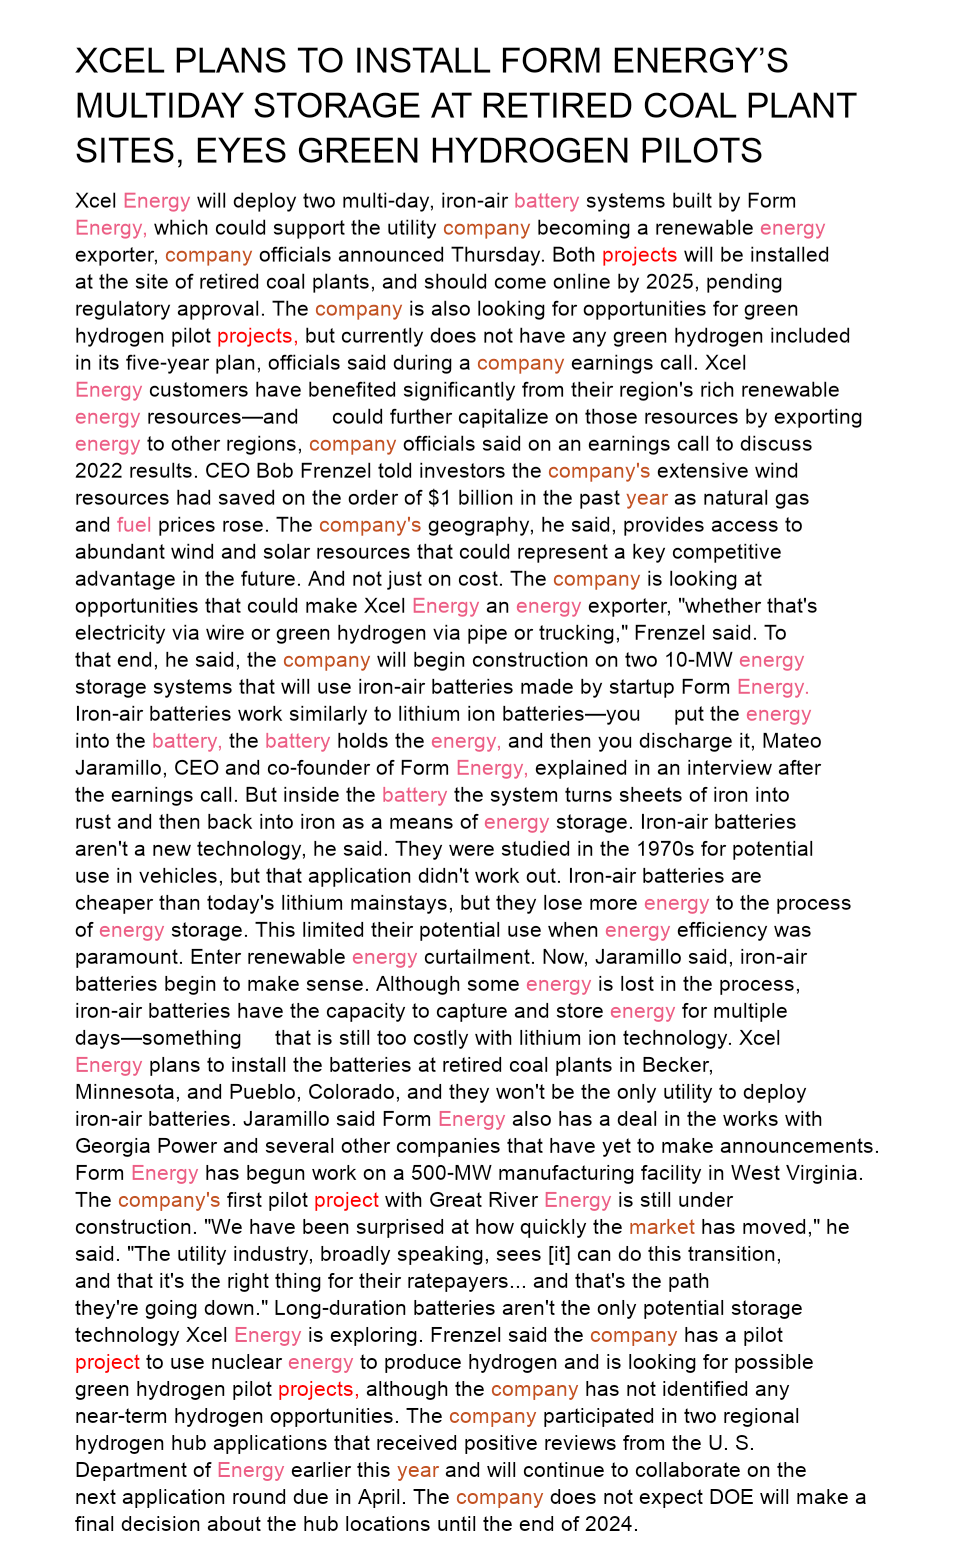 XCEL PLANS TO INSTALL FORM ENERGY’S
MULTIDAY STORAGE AT RETIRED COAL PLANT
SITES, EYES GREEN HYDROGEN PILOTS
Xcel Energy will deploy two multi-day, iron-air battery systems built by Form
Energy, which could support the utility company becoming a renewable energy
exporter, company officials announced Thursday. Both projects will be installed
at the site of retired coal plants, and should come online by 2025, pending
regulatory approval. The company is also looking for opportunities for green
hydrogen pilot projects, but currently does not have any green hydrogen included
in its five-year plan, officials said during a company earnings call. Xcel
Energy customers have benefited significantly from their region's rich renewable
energy resources—and could further capitalize on those resources by exporting
energy to other regions, company officials said on an earnings call to discuss
2022 results. CEO Bob Frenzel told investors the company's extensive wind
resources had saved on the order of $1 billion in the past year as natural gas
and fuel prices rose. The company's geography, he said, provides access to
abundant wind and solar resources that could represent a key competitive
advantage in the future. And not just on cost. The company is looking at
opportunities that could make Xcel Energy an energy exporter, "whether that's
electricity via wire or green hydrogen via pipe or trucking," Frenzel said. To
that end, he said, the company will begin construction on two 10-MW energy
storage systems that will use iron-air batteries made by startup Form Energy.
Iron-air batteries work similarly to lithium ion batteries—you put the energy
into the battery, the battery holds the energy, and then you discharge it, Mateo
Jaramillo, CEO and co-founder of Form Energy, explained in an interview after
the earnings call. But inside the battery the system turns sheets of iron into
rust and then back into iron as a means of energy storage. Iron-air batteries
aren't a new technology, he said. They were studied in the 1970s for potential
use in vehicles, but that application didn't work out. Iron-air batteries are
cheaper than today's lithium mainstays, but they lose more energy to the process
of energy storage. This limited their potential use when energy efficiency was
paramount. Enter renewable energy curtailment. Now, Jaramillo said, iron-air
batteries begin to make sense. Although some energy is lost in the process,
iron-air batteries have the capacity to capture and store energy for multiple
days—something that is still too costly with lithium ion technology. Xcel
Energy plans to install the batteries at retired coal plants in Becker,
Minnesota, and Pueblo, Colorado, and they won't be the only utility to deploy
iron-air batteries. Jaramillo said Form Energy also has a deal in the works with
Georgia Power and several other companies that have yet to make announcements.
Form Energy has begun work on a 500-MW manufacturing facility in West Virginia.
The company's first pilot project with Great River Energy is still under
construction. "We have been surprised at how quickly the market has moved," he
said. "The utility industry, broadly speaking, sees [it] can do this transition,
and that it's the right thing for their ratepayers... and that's the path
they're going down." Long-duration batteries aren't the only potential storage
technology Xcel Energy is exploring. Frenzel said the company has a pilot
project to use nuclear energy to produce hydrogen and is looking for possible
green hydrogen pilot projects, although the company has not identified any
near-term hydrogen opportunities. The company participated in two regional
hydrogen hub applications that received positive reviews from the U. S.
Department of Energy earlier this year and will continue to collaborate on the
next application round due in April. The company does not expect DOE will make a
final decision about the hub locations until the end of 2024.